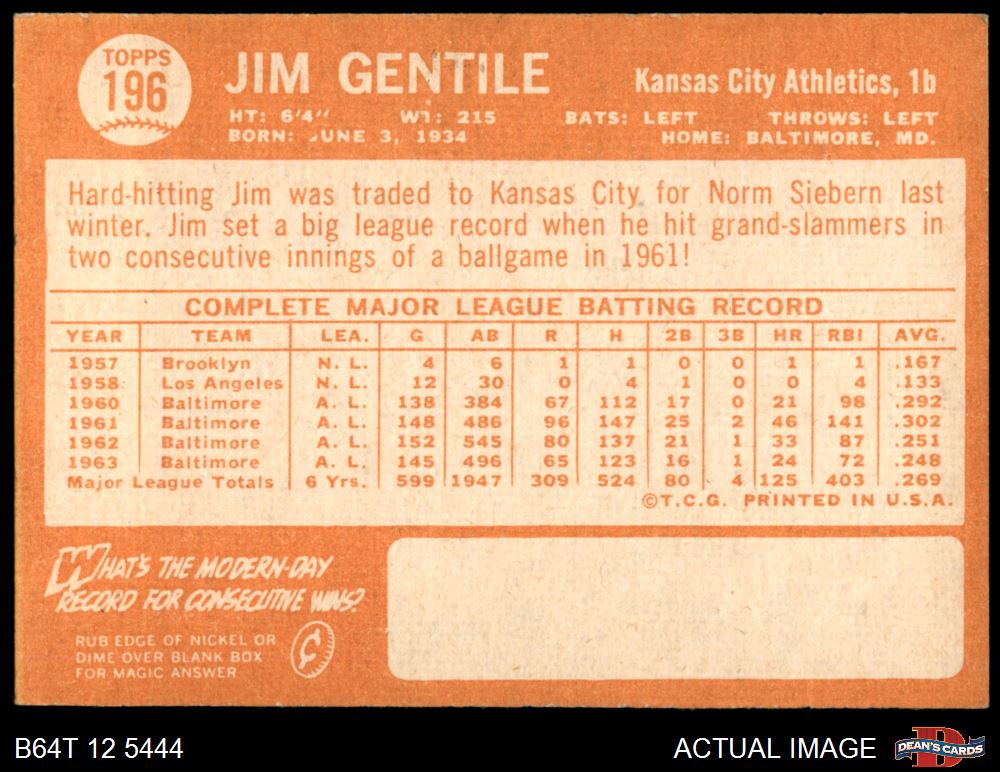 TOPPS
196
JIM GENTILE
Kansas City Athletics, 1b
HT: 6'4" WT: 215 BATS: LEFT THROWS: LEFT
BORN: JUNE 3, 1934 HOME: BALTIMORE, MD.
Hard-hitting Jim was traded to Kansas City for Norm Siebern last
winter. Jim set a big league record when he hit grand-slammers in
two consecutive innings of a ballgame in 1961!
COMPLETE MAJOR LEAGUE BATTING RECORD
YEAR TEAM LEA. G AB R H 2B 3B HR RBI AVG.
1957 Brooklyn N. L. 4 6 1 1 0 0 1 1 .167
1958 Los Angeles N. L. 12 30 0 4 1 0 0 4 .133
1960 Baltimore A. L. 138 384 67 112 17 0 21 98 .292
1961 Baltimore A. L. 148 486 96 147 25 2 46 141 .302
1962 Baltimore A. L. 152 545 80 137 21 1 33 87 .251
1963 Baltimore A. L. 145 496 65 123 16 1 24 72 .248
Major League Totals 6 Yrs. 599 1947 309 524 80 4 125 403 .269
©T.C.G. PRINTED IN U.S.A.
WHAT'S THE MODERN-DAY
RECORD FOR CONSECUTIVE WINS?
RUB EDGE OF NICKEL OR
DIME OVER BLANK BOX
FOR MAGIC ANSWER
¢
B64T 12 5444
ACTUAL IMAGE
D
DEAN'S CARDS